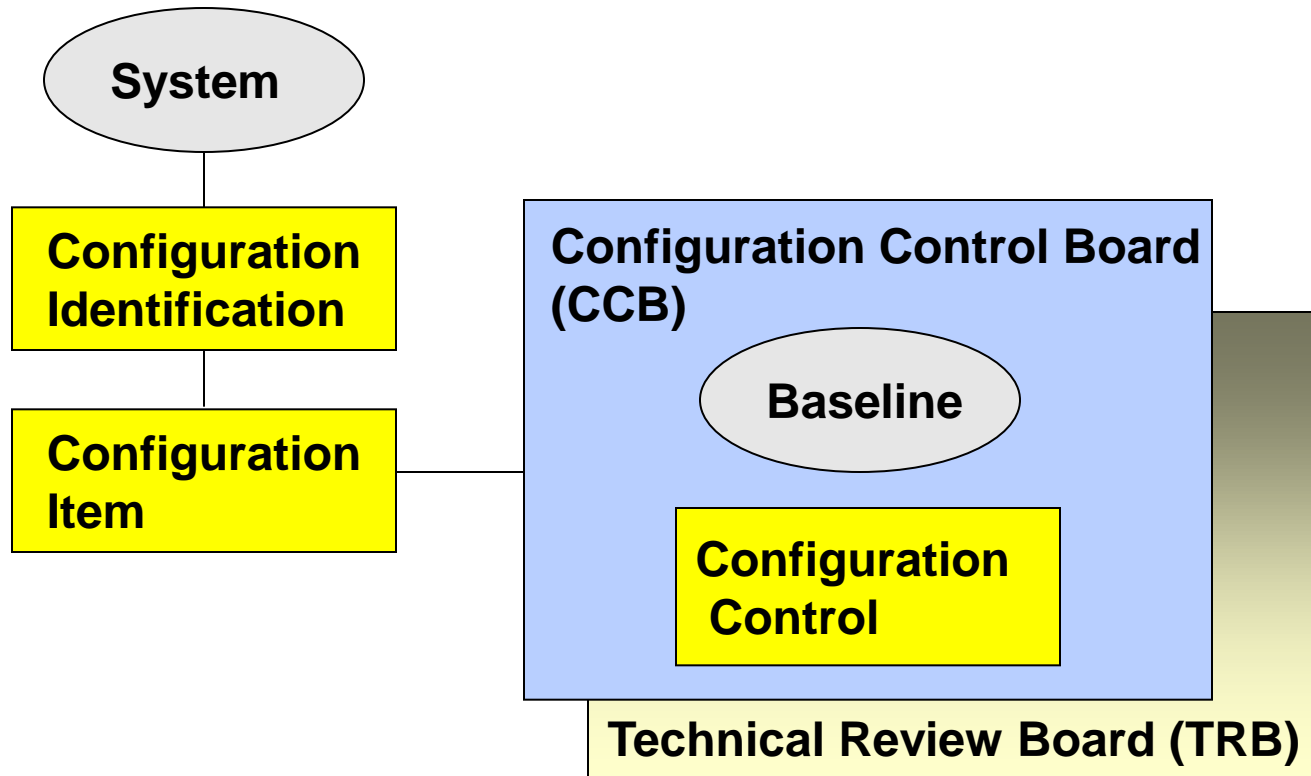 System
Configuration
Identification
Configuration
Item
Configuration Control Board
(CCB)
Baseline
Configuration
Control
Technical Review Board (TRB)